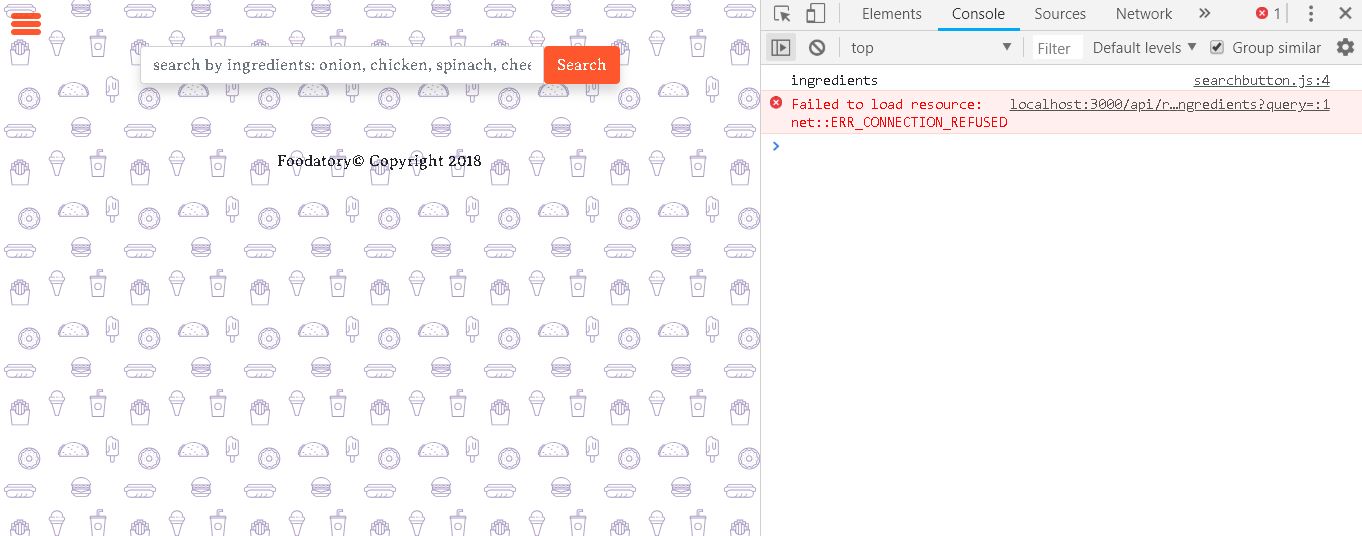 search by ingredients: onion, chicken, spinach, chee
Search
Foodatory© Copyright 2018
Elements Console Sources Network » 1
top Filter Default levels Group similar
ingredients searchbutton.js:4
Failed to load resource: localhost:3000/api/r…ngredients?query=:1
net::ERR_CONNECTION_REFUSED